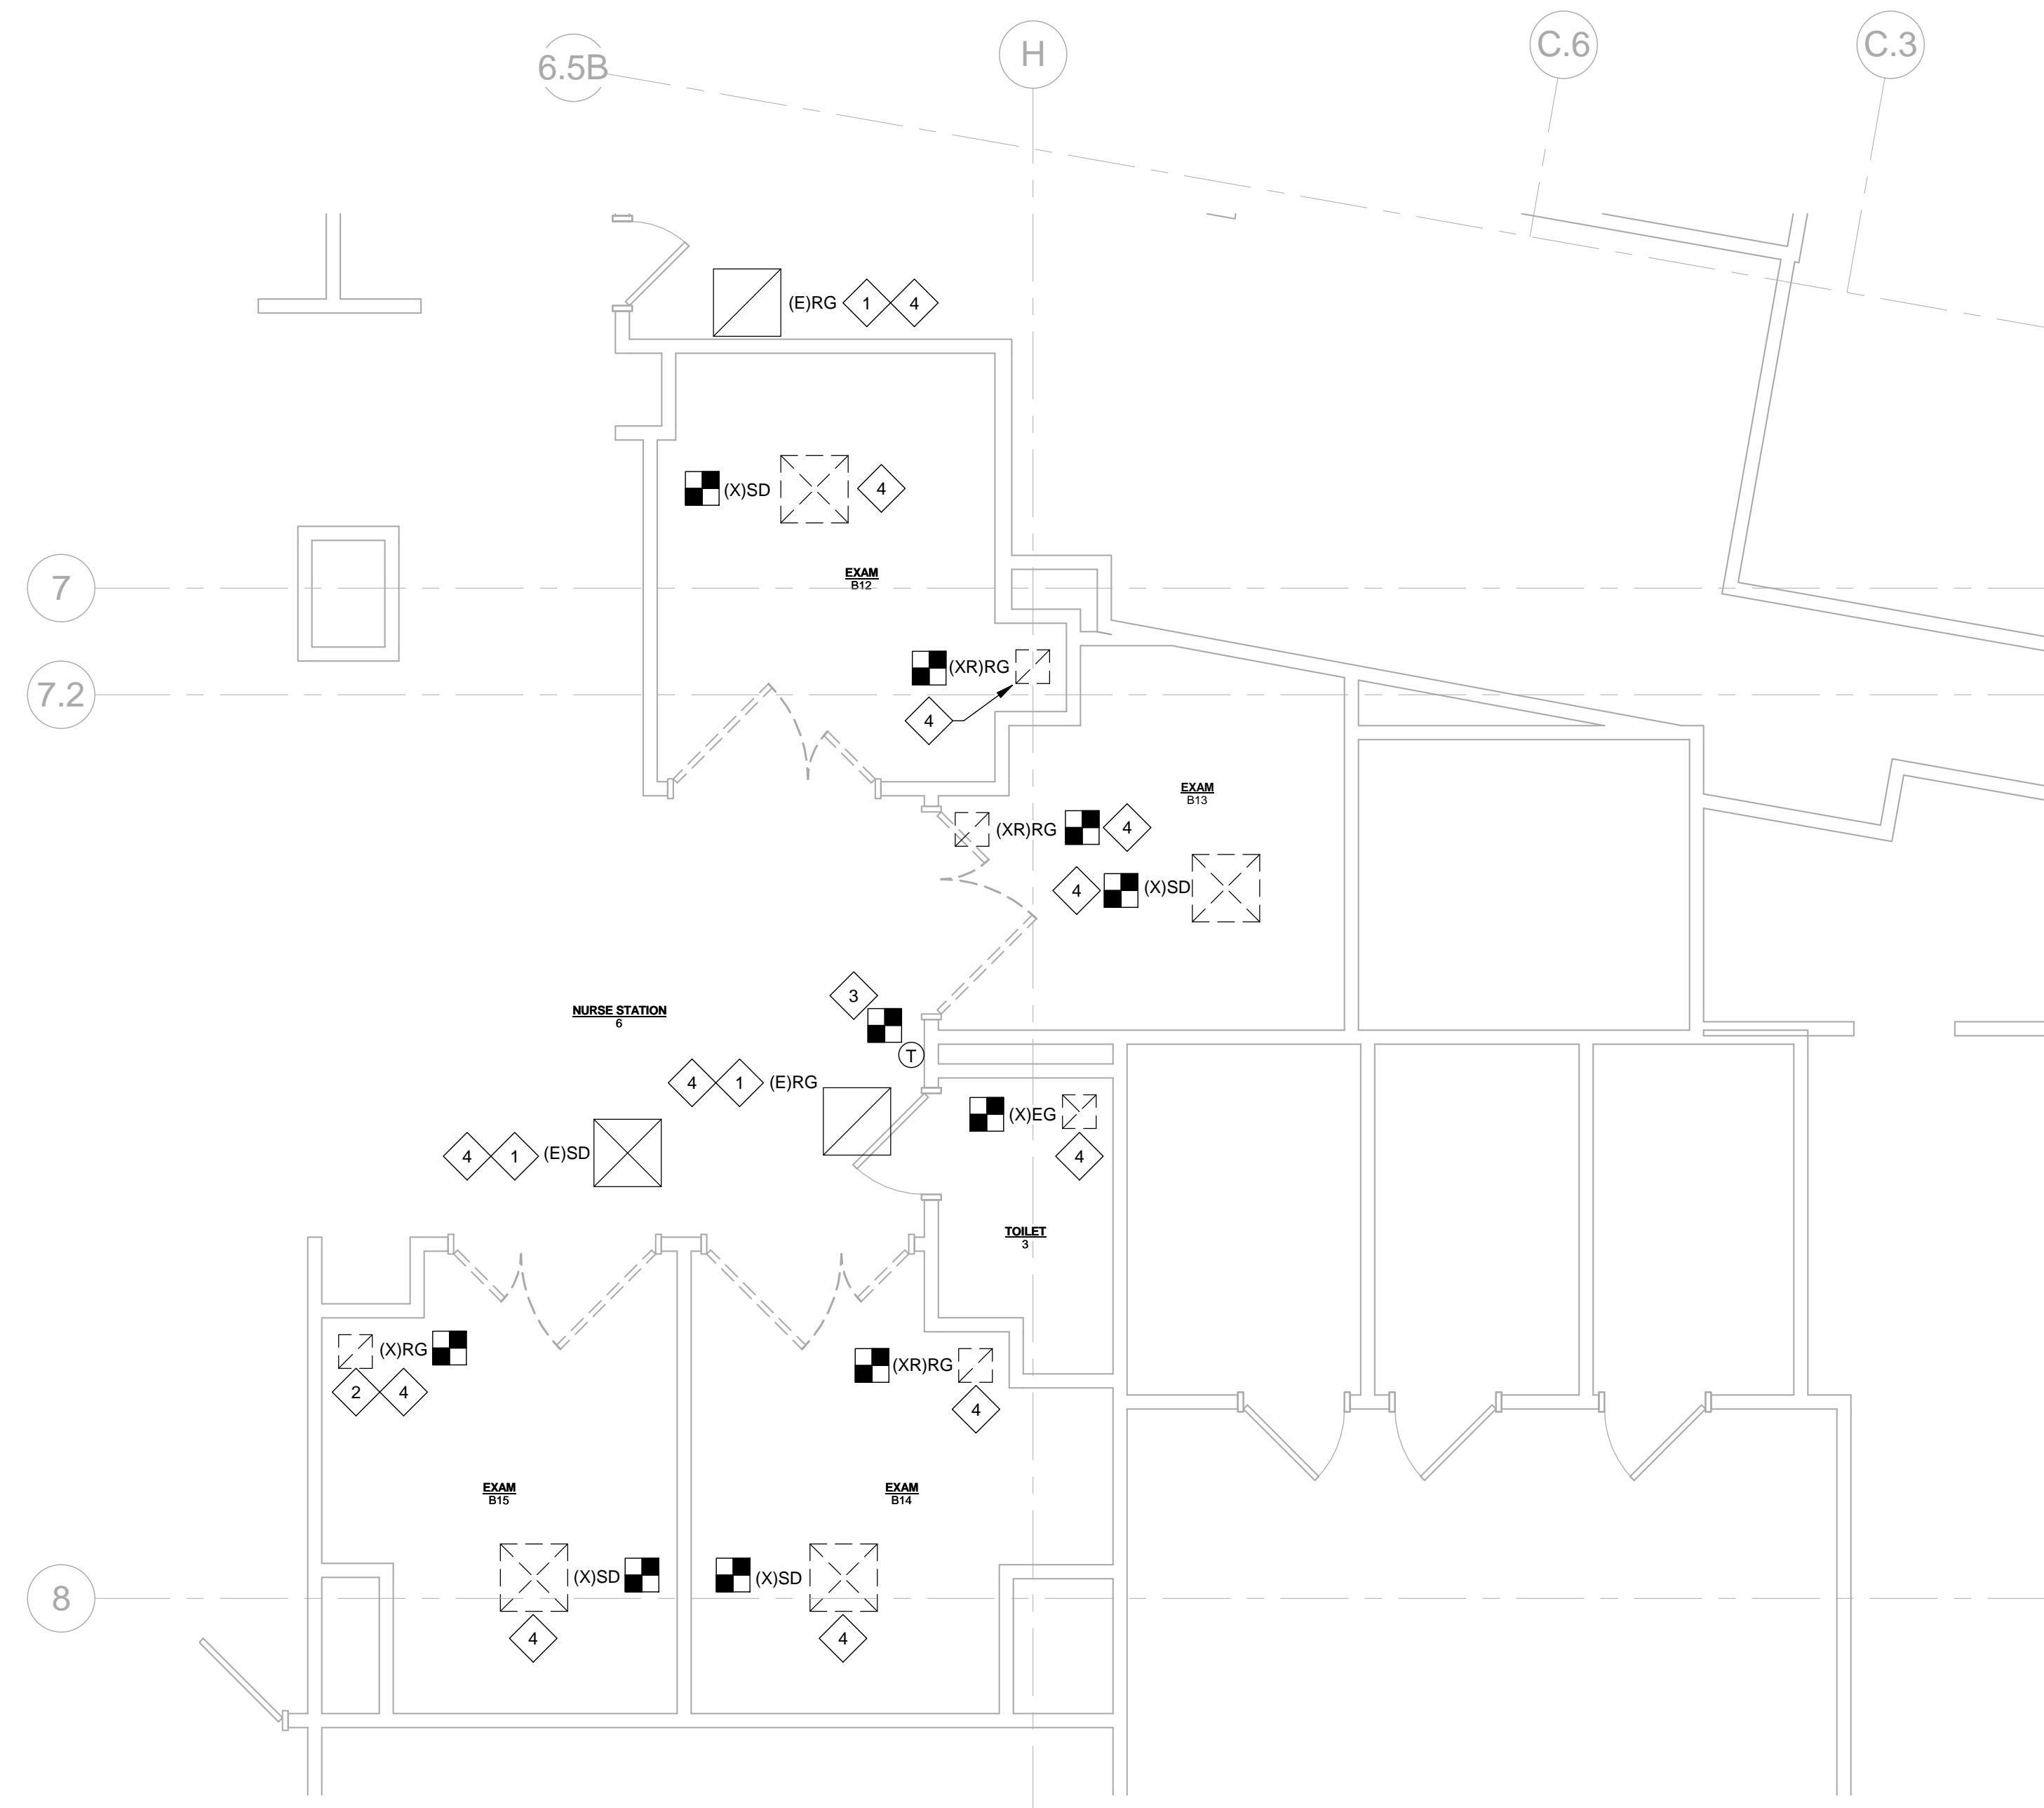 6.5B
H
C.6
C.3
(E)RG 1 4
(X)SD 4
EXAM
B12
7
(XR)RG
7.2
4
EXAM
B13
(XR)RG 4
4 (X)SD
3
NURSE STATION
6
T
4 1 (E)RG
(X)EG
4 1 (E)SD
4
TOILET
3
(X)RG
2 4
(XR)RG
4
EXAM
B15
EXAM
B14
(X)SD
(X)SD
8
4
4